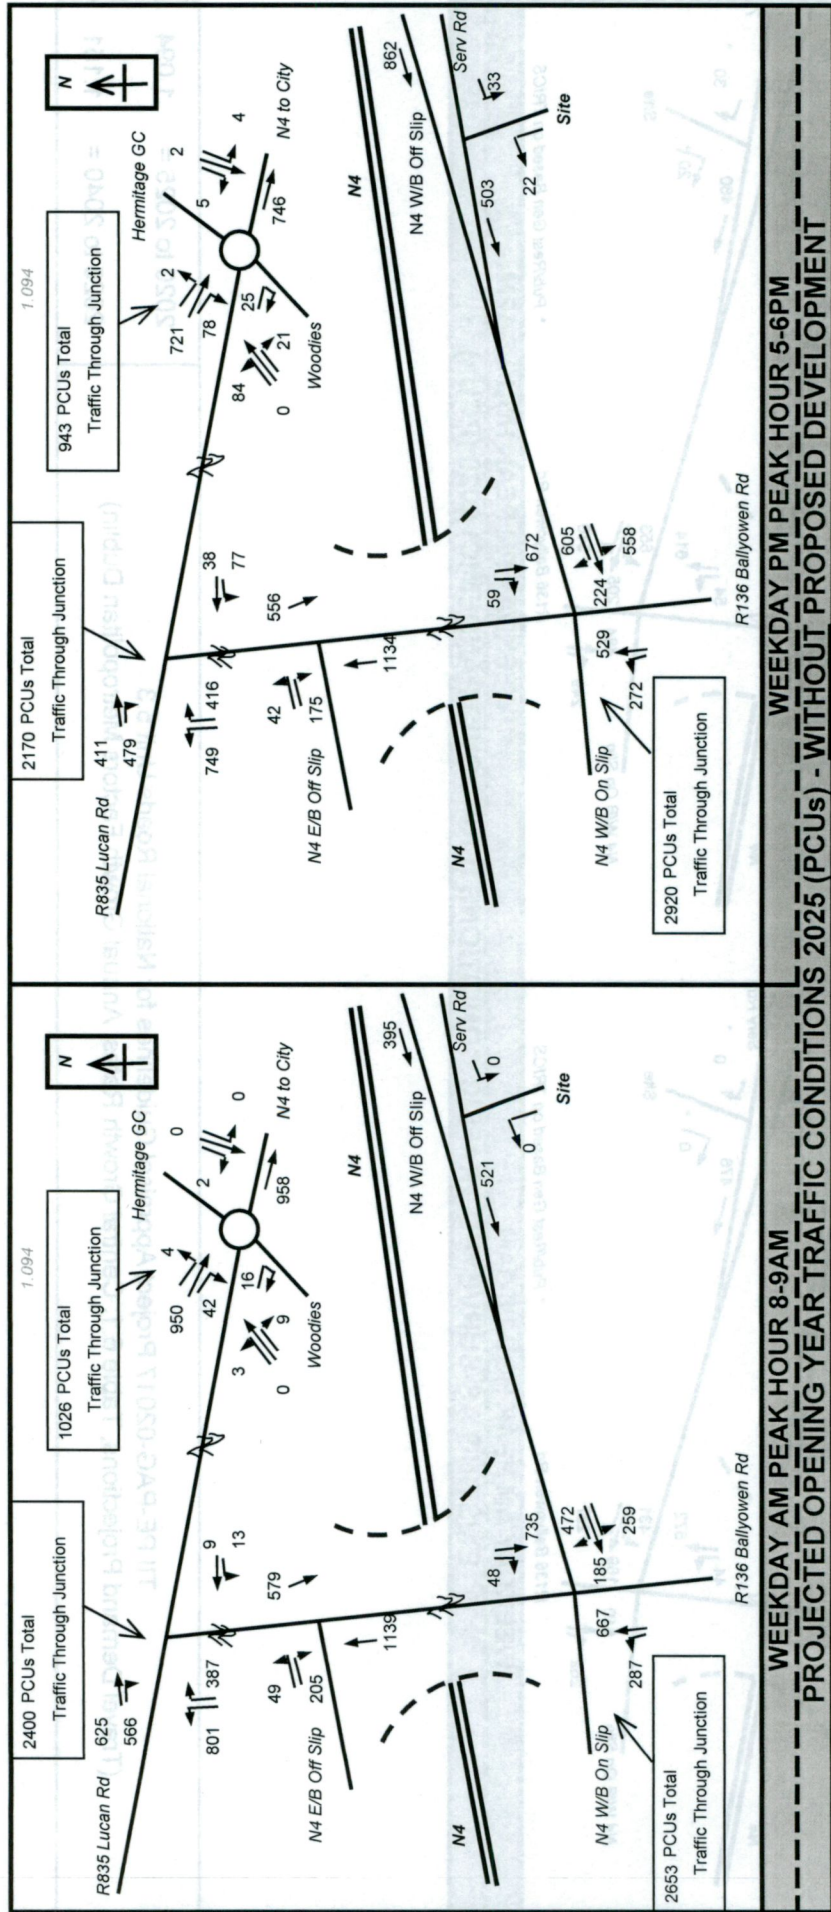 1.094
N
2400 PCUs Total
Traffic Through Junction
1026 PCUs Total
Traffic Through Junction
Hermitage GC
R835 Lucan Rd
625
566
801
387
9
13
950
4
42
16
3
0
9
Woodies
2
0
0
958
N4 to City
579
49
205
1139
N4 E/B Off Slip
N4
N4
395
N4 W/B Off Slip
Serv Rd
0
0
521
Site
48
735
472
185
259
667
287
N4 W/B On Slip
R136 Ballyowen Rd
2653 PCUs Total
Traffic Through Junction
WEEKDAY AM PEAK HOUR 8-9AM
1.094
N
2170 PCUs Total
Traffic Through Junction
943 PCUs Total
Traffic Through Junction
Hermitage GC
R835 Lucan Rd
411
479
749
416
38
77
721
2
78
25
84
0
21
Woodies
5
2
4
746
N4 to City
556
42
175
1134
N4 E/B Off Slip
N4
N4
862
N4 W/B Off Slip
Serv Rd
33
22
503
Site
59
672
605
224
558
529
272
N4 W/B On Slip
R136 Ballyowen Rd
2920 PCUs Total
Traffic Through Junction
WEEKDAY PM PEAK HOUR 5-6PM
PROJECTED OPENING YEAR TRAFFIC CONDITIONS 2025 (PCUs) - WITHOUT PROPOSED DEVELOPMENT